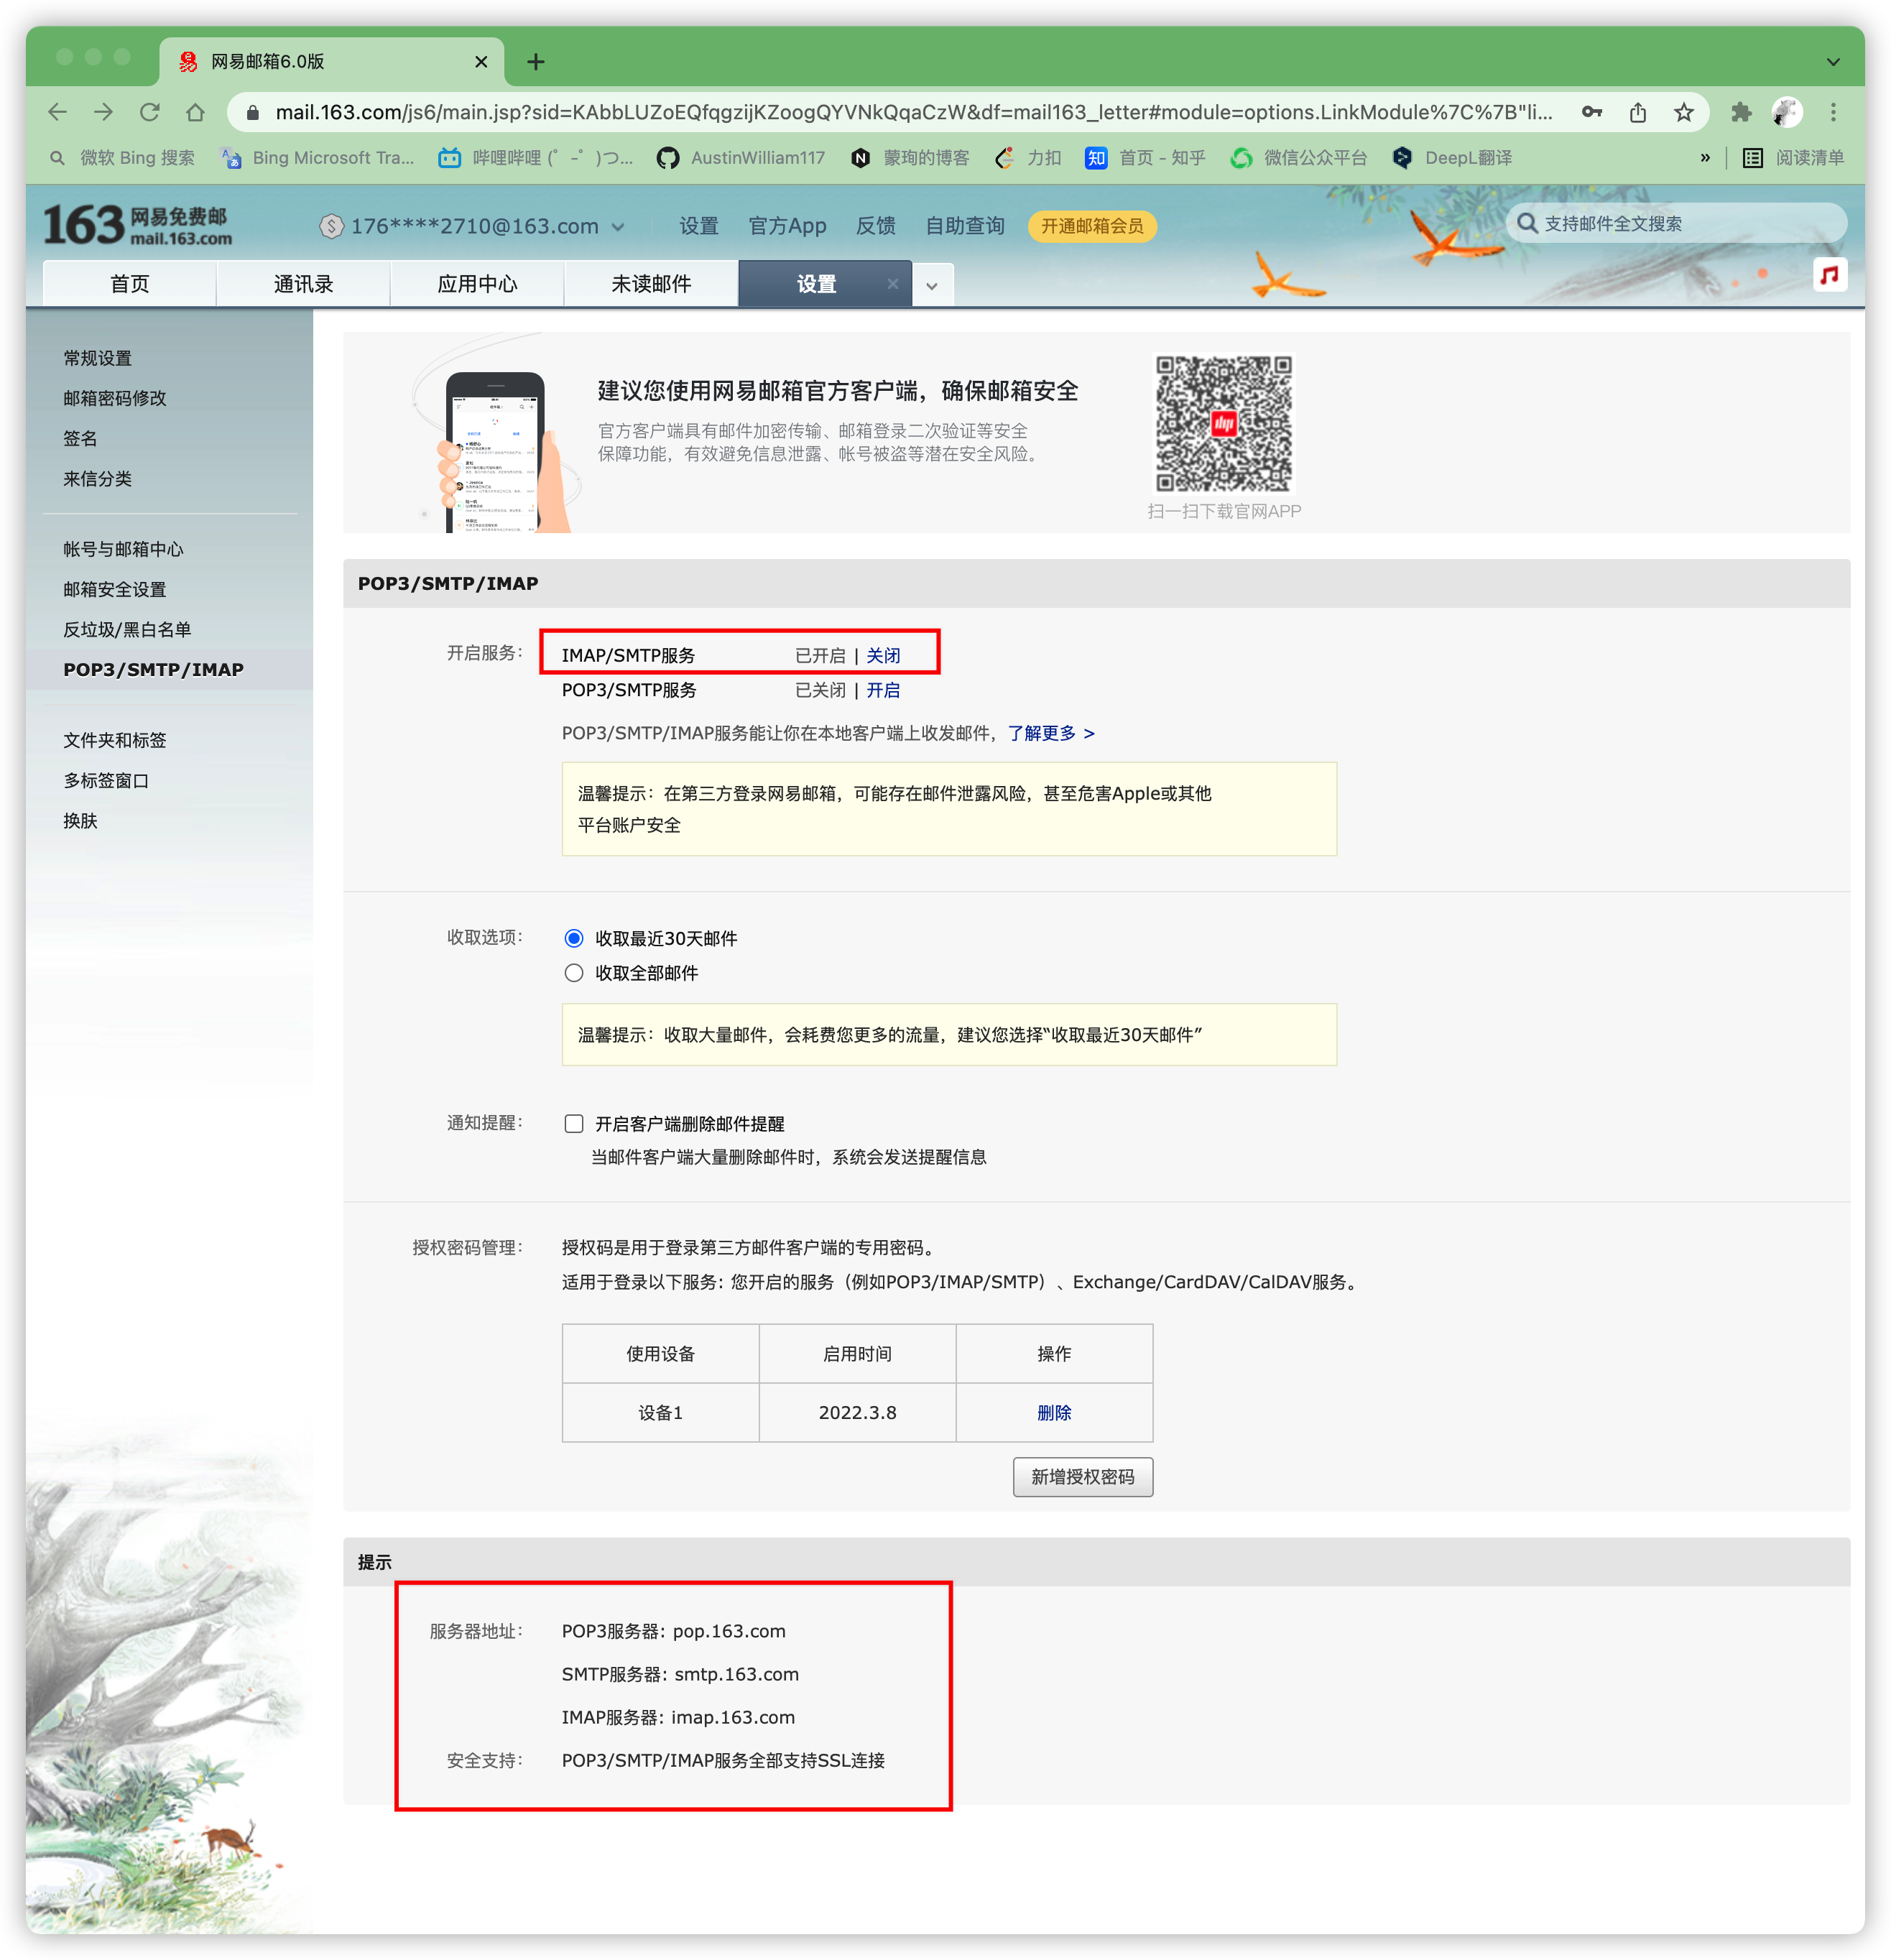 网易邮箱6.0版
mail.163.com/js6/main.jsp?sid=KAbbLUZoEQfqgzijKZoogQYVNkQqaCzW&df=mail163_letter#module=options.LinkModule%7C%7B"li...
微软 Bing 搜索
Bing Microsoft Tra...
哔哩哔哩 (゜-゜)つ...
AustinWilliam117
蒙珣的博客
力扣
知
首页 - 知乎
微信公众平台
DeepL翻译
»
阅读清单
163 网易免费邮
mail.163.com
176****2710@163.com
设置
官方App
反馈
自助查询
开通邮箱会员
支持邮件全文搜索
首页
通讯录
应用中心
未读邮件
设置
常规设置
邮箱密码修改
签名
来信分类
帐号与邮箱中心
邮箱安全设置
反垃圾/黑白名单
POP3/SMTP/IMAP
文件夹和标签
多标签窗口
换肤
建议您使用网易邮箱官方客户端，确保邮箱安全
官方客户端具有邮件加密传输、邮箱登录二次验证等安全
保障功能，有效避免信息泄露、帐号被盗等潜在安全风险。
扫一扫下载官网APP
POP3/SMTP/IMAP
开启服务： IMAP/SMTP服务 已开启 | 关闭
POP3/SMTP服务 已关闭 | 开启
POP3/SMTP/IMAP服务能让你在本地客户端上收发邮件，了解更多 >
温馨提示：在第三方登录网易邮箱，可能存在邮件泄露风险，甚至危害Apple或其他
平台账户安全
收取选项： 收取最近30天邮件
收取全部邮件
温馨提示：收取大量邮件，会耗费您更多的流量，建议您选择“收取最近30天邮件”
通知提醒： 开启客户端删除邮件提醒
当邮件客户端大量删除邮件时，系统会发送提醒信息
授权密码管理： 授权码是用于登录第三方邮件客户端的专用密码。
适用于登录以下服务：您开启的服务（例如POP3/IMAP/SMTP）、Exchange/CardDAV/CalDAV服务。
使用设备 启用时间 操作
设备1 2022.3.8 删除
新增授权密码
提示
服务器地址： POP3服务器：pop.163.com
SMTP服务器：smtp.163.com
IMAP服务器：imap.163.com
安全支持： POP3/SMTP/IMAP服务全部支持SSL连接